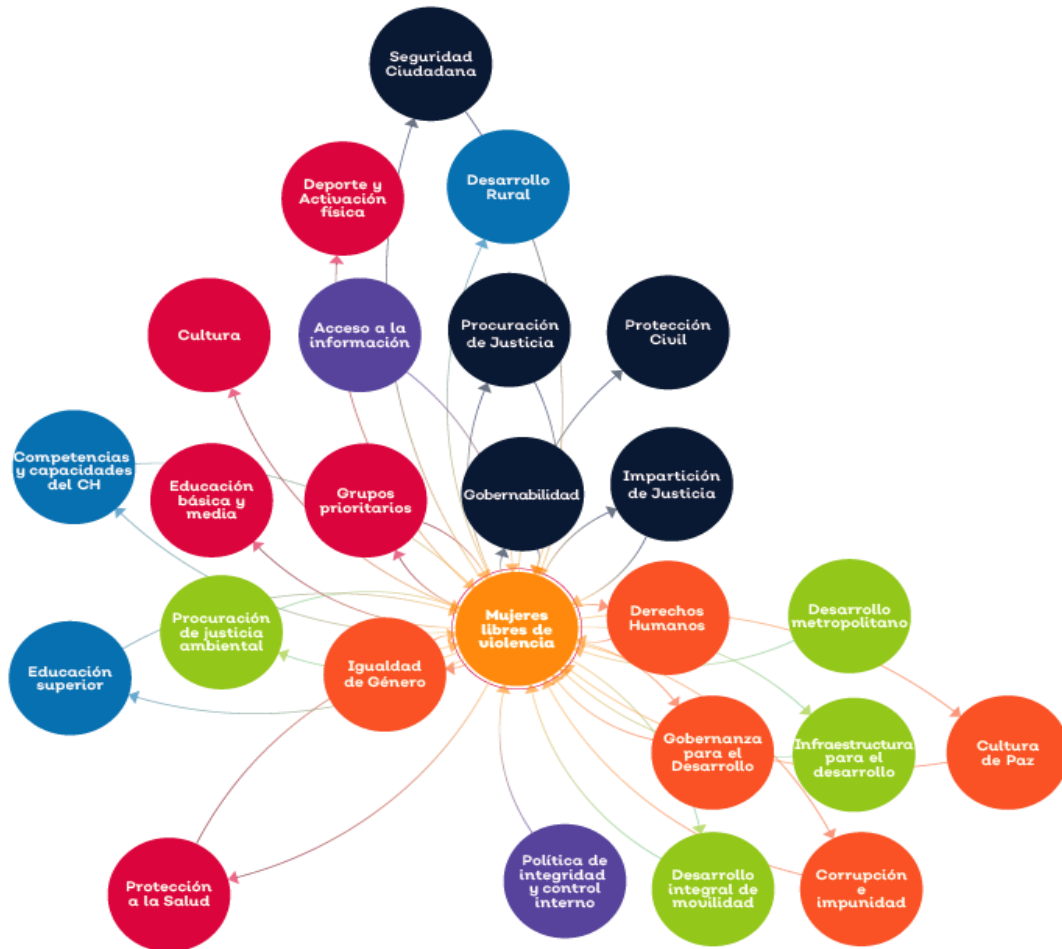 Seguridad
Ciudadana
Deporte y
Activación
física
Desarrollo
Rural
Cultura
Acceso a la
información
Procuración
de Justicia
Protección
Civil
Competencias
y capacidades
del CH
Educación
básica y
media
Grupos
prioritarios
Gobernabilidad
Impartición
de Justicia
Procuración
de justicia
ambiental
Mujeres
libres de
violencia
Derechos
Humanos
Desarrollo
metropolitano
Educación
superior
Igualdad
de Género
Gobernanza
para el
Desarrollo
Infraestructura
para el
desarrollo
Cultura
de Paz
Protección
a la Salud
Política de
integridad
y control
interno
Desarrollo
integral de
movilidad
Corrupción
e
impunidad